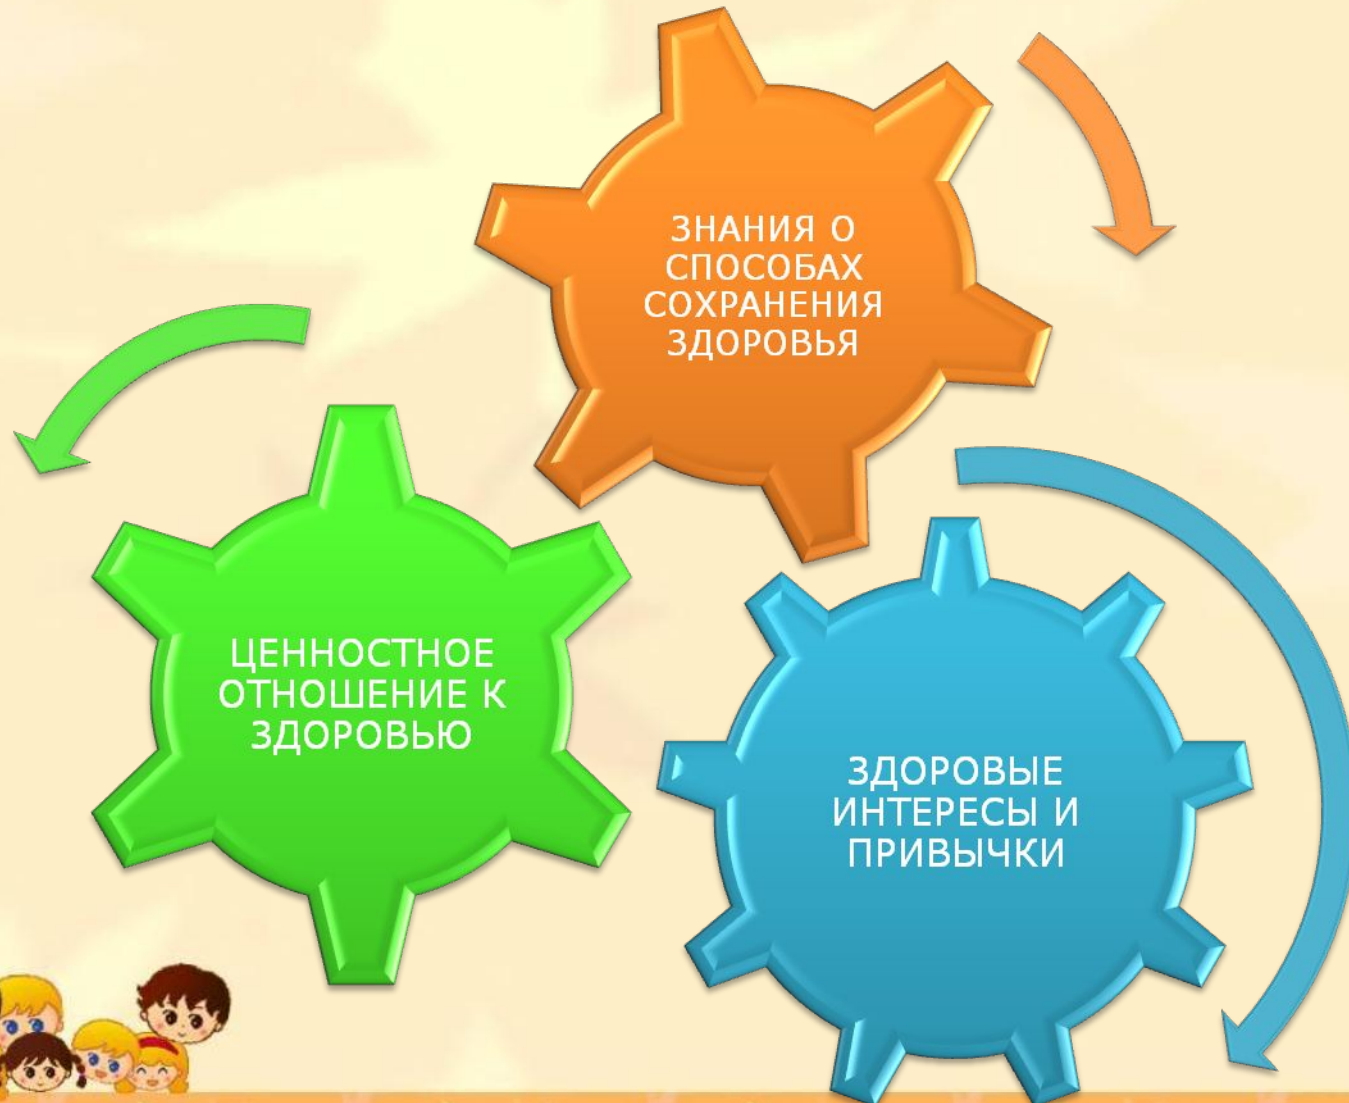 ЗНАНИЯ О
СПОСОБАХ
СОХРАНЕНИЯ
ЗДОРОВЬЯ
ЦЕННОСТНОЕ
ОТНОШЕНИЕ К
ЗДОРОВЬЮ
ЗДОРОВЫЕ
ИНТЕРЕСЫ И
ПРИВЫЧКИ